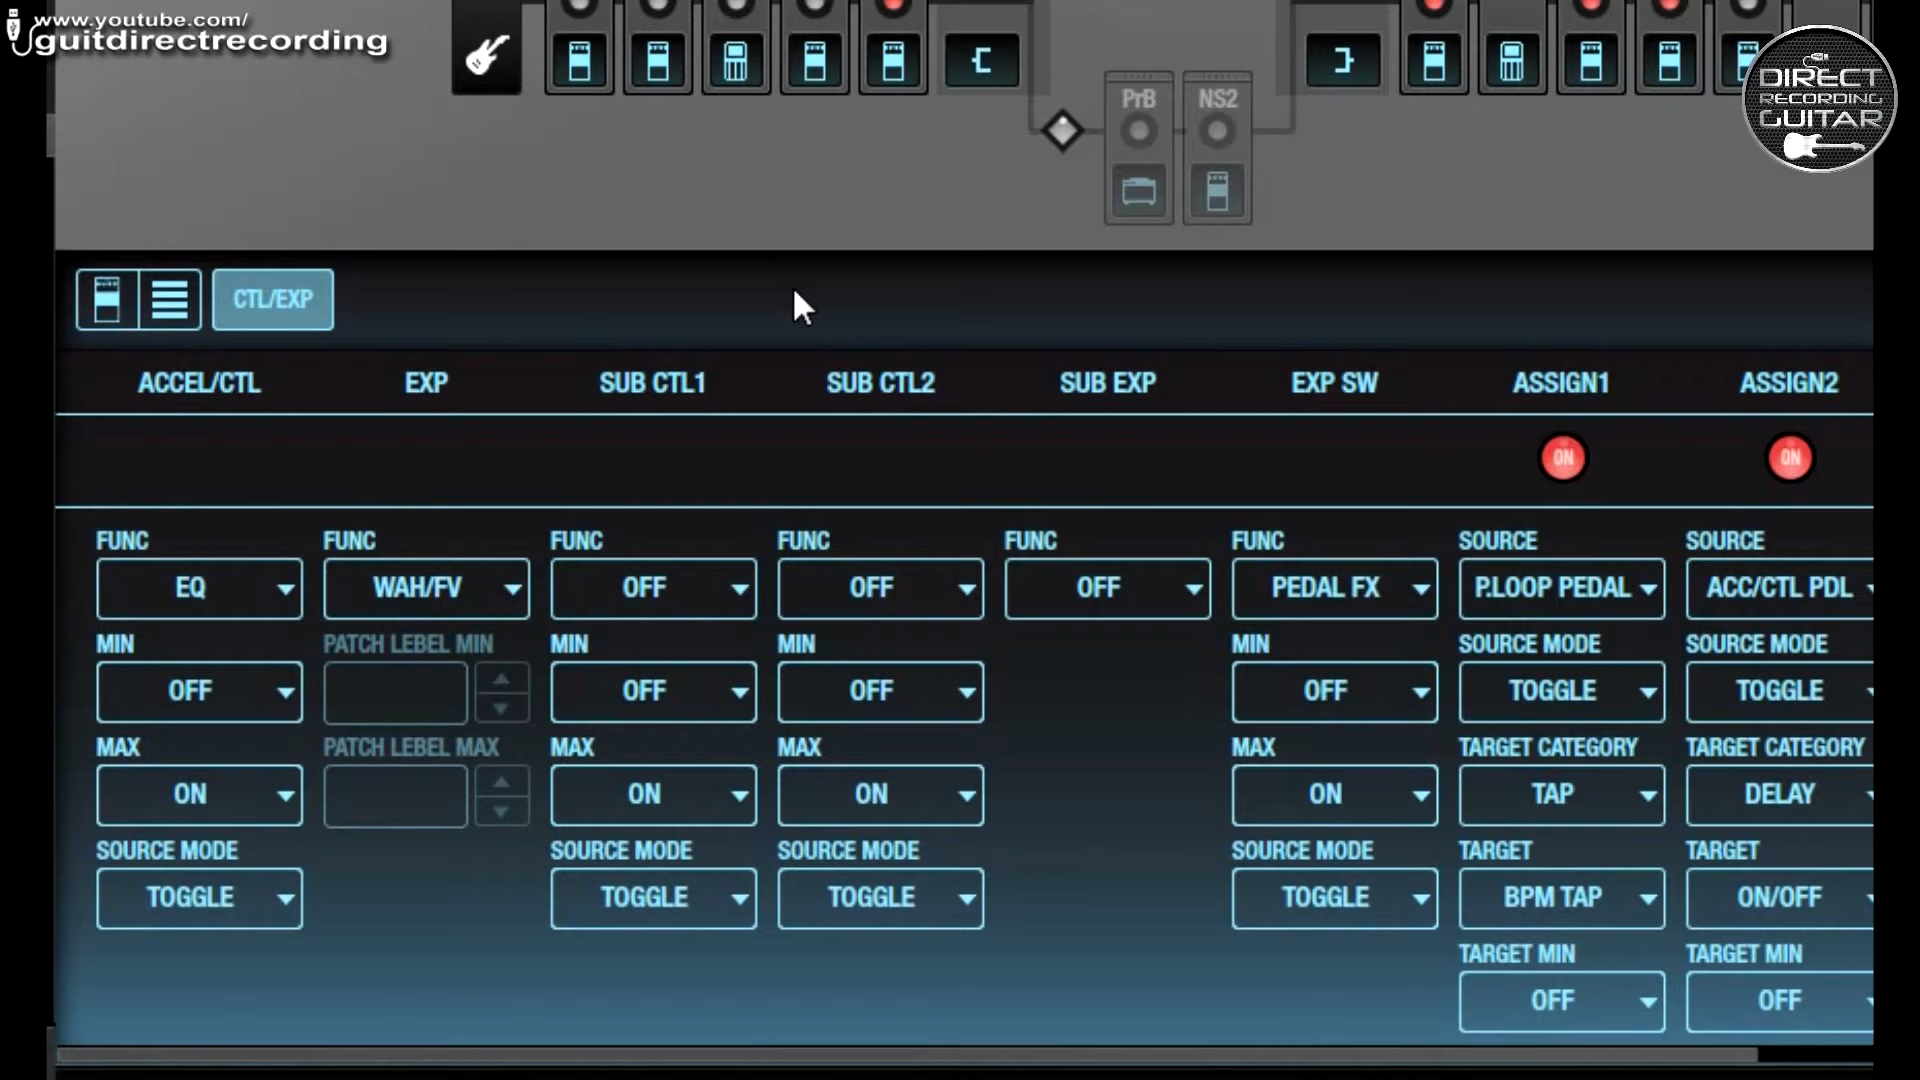 www.youtube.com/
guitdirectrecording
DIRECT
RECORDING
GUITAR
PrB NS2
CTL/EXP
ACCEL/CTL EXP SUB CTL1 SUB CTL2 SUB EXP EXP SW ASSIGN1 ASSIGN2
ON ON
FUNC FUNC FUNC FUNC FUNC FUNC SOURCE SOURCE
EQ WAH/FV OFF OFF OFF PEDAL FX P.LOOP PEDAL ACC/CTL PDL
MIN PATCH LEBEL MIN MIN MIN MIN SOURCE MODE SOURCE MODE
OFF OFF OFF OFF TOGGLE TOGGLE
MAX PATCH LEBEL MAX MAX MAX MAX TARGET CATEGORY TARGET CATEGORY
ON ON ON ON TAP DELAY
SOURCE MODE SOURCE MODE SOURCE MODE SOURCE MODE TARGET TARGET
TOGGLE TOGGLE TOGGLE TOGGLE BPM TAP ON/OFF
TARGET MIN TARGET MIN
OFF OFF